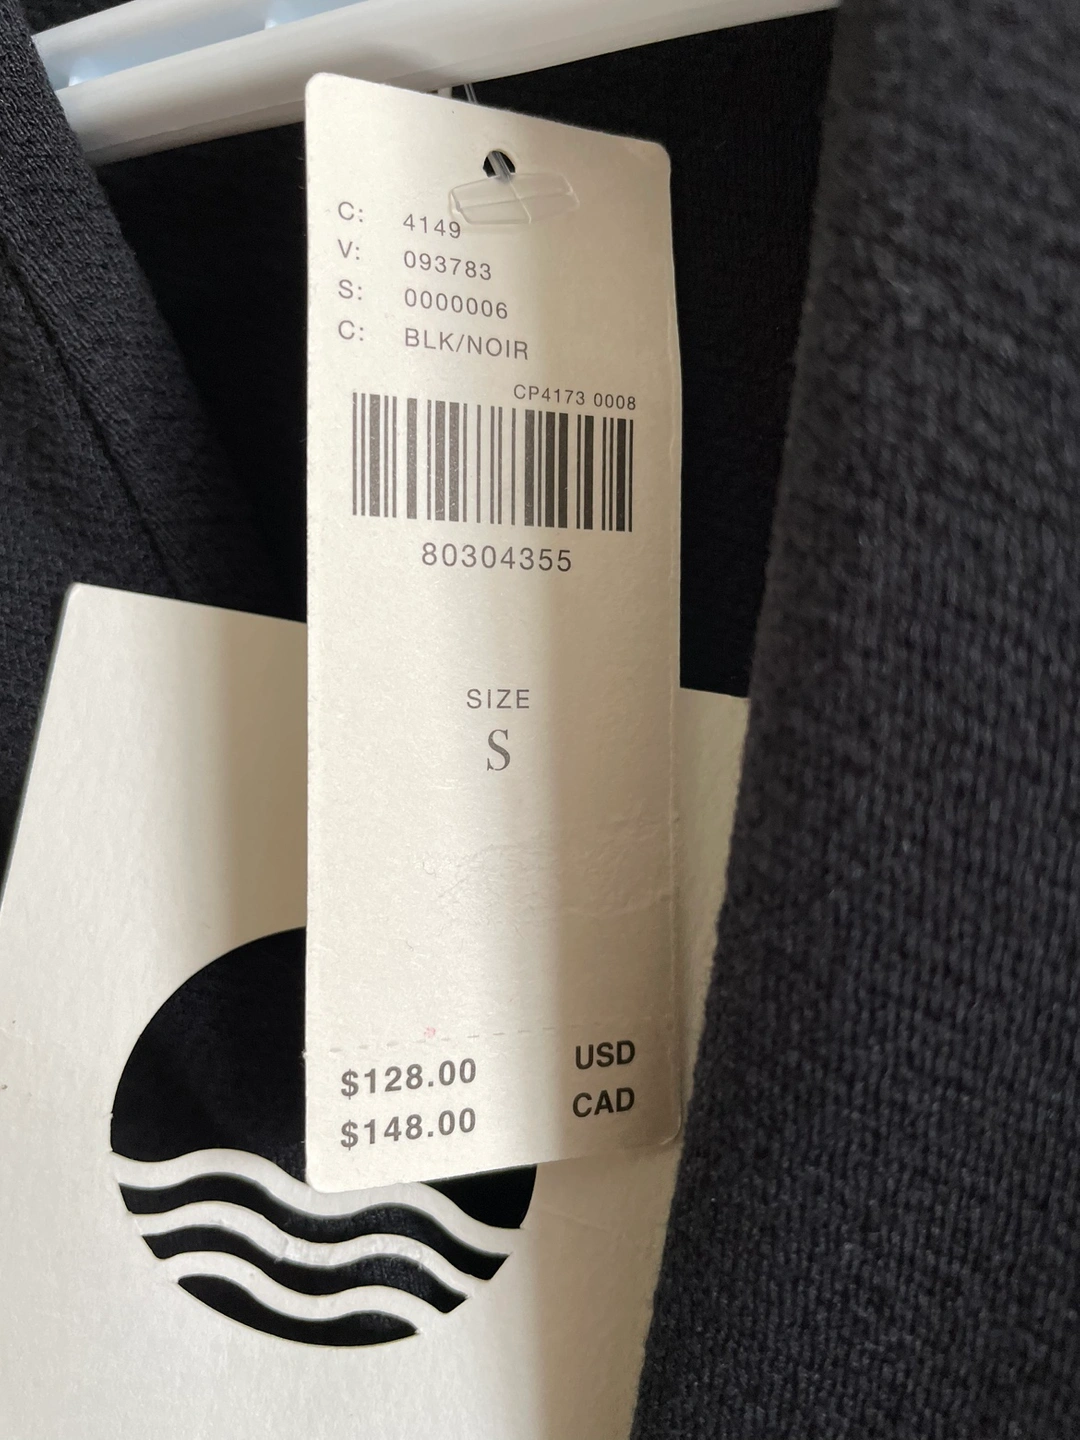 C: 4149
V: 093783
S: 0000006
C: BLK/NOIR
CP4173 0008
80304355
SIZE
S
$128.00 USD
$148.00 CAD